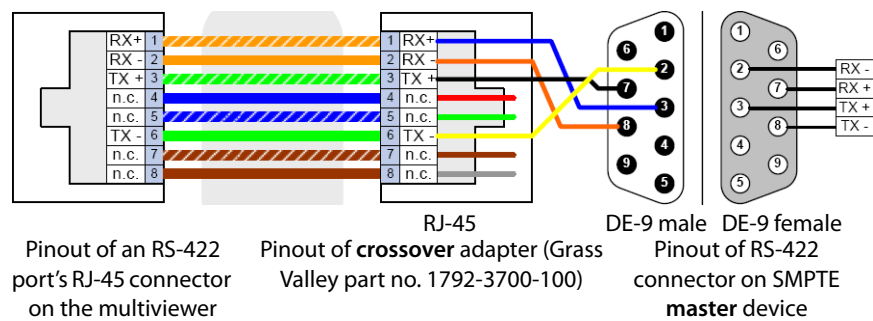 RX+ 1
RX - 2
TX + 3
n.c. 4
n.c. 5
TX - 6
n.c. 7
n.c. 8
1 RX+
2 RX -
3 TX +
4 n.c.
5 n.c.
6 TX -
7 n.c.
8 n.c.
1
6
2
7
3
8
4
9
5
1
6
2
7
3
8
4
9
5
RX -
RX +
TX +
TX -
RJ-45
DE-9 male
DE-9 female
Pinout of an RS-422
port's RJ-45 connector
on the multiviewer
Pinout of crossover adapter (Grass
Valley part no. 1792-3700-100)
Pinout of RS-422
connector on SMPTE
master device